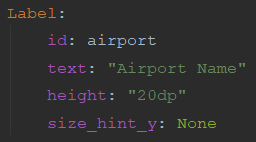 Label:
    id: airport
    text: "Airport Name"
    height: "20dp"
    size_hint_y: None